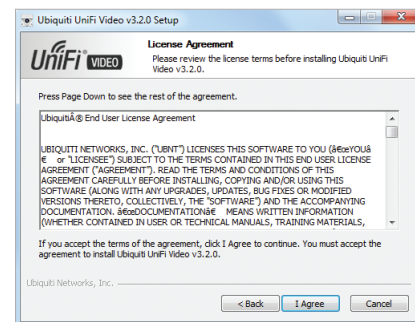 Ubiquiti UniFi Video v3.2.0 Setup
UniFi VIDEO
License Agreement
Please review the license terms before installing Ubiquiti UniFi
Video v3.2.0.
Press Page Down to see the rest of the agreement.
UbiquitiÂ® End User License Agreement
UBIQUITI NETWORKS, INC. ("UBNT") LICENSES THIS SOFTWARE TO YOU (â€œYOUâ
€ or "LICENSEE") SUBJECT TO THE TERMS CONTAINED IN THIS END USER LICENSE
AGREEMENT ("AGREEMENT"). READ THE TERMS AND CONDITIONS OF THIS
AGREEMENT CAREFULLY BEFORE INSTALLING, COPYING AND/OR USING THIS
SOFTWARE (ALONG WITH ANY UPGRADES, UPDATES, BUG FIXES OR MODIFIED
VERSIONS THERETO, COLLECTIVELY, THE "SOFTWARE") AND THE ACCOMPANYING
DOCUMENTATION. â€œDOCUMENTATIONâ€ MEANS WRITTEN INFORMATION
(WHETHER CONTAINED IN USER OR TECHNICAL MANUALS, TRAINING MATERIALS,
If you accept the terms of the agreement, click I Agree to continue. You must accept the
agreement to install Ubiquiti UniFi Video v3.2.0.
Ubiquiti Networks, Inc.
< Back
I Agree
Cancel